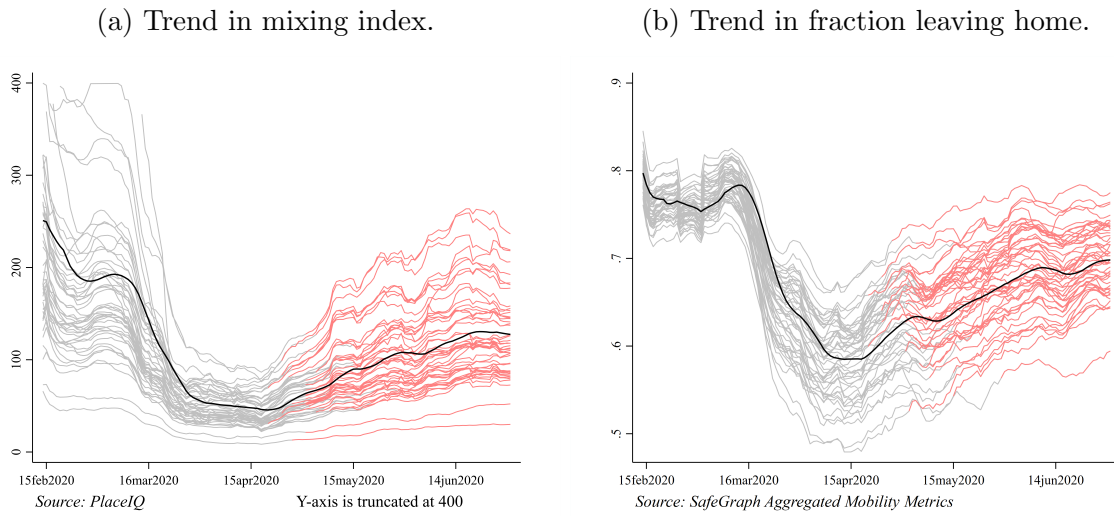 (a) Trend in mixing index.
400
300
200
100
0
15feb2020 16mar2020 15apr2020 15may2020 14jun2020
Source: PlaceIQ Y-axis is truncated at 400
(b) Trend in fraction leaving home.
.9
.8
.7
.6
.5
15feb2020 16mar2020 15apr2020 15may2020 14jun2020
Source: SafeGraph Aggregated Mobility Metrics